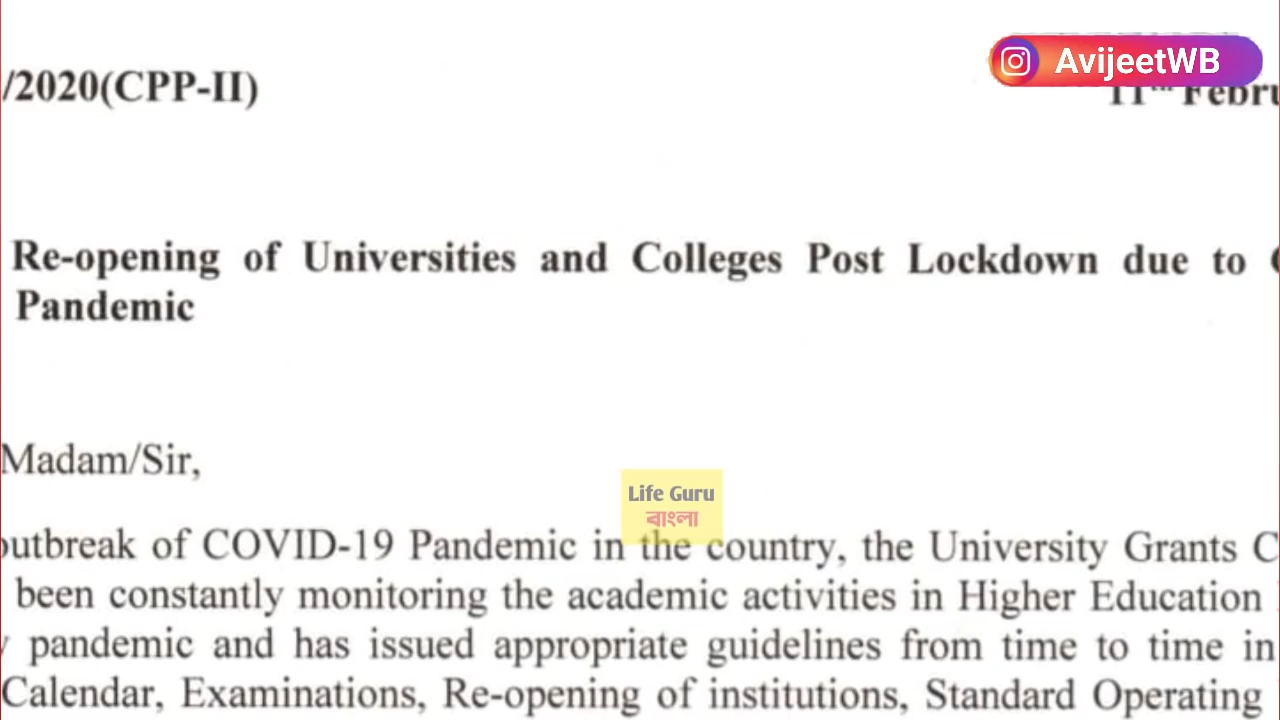 AvijeetWB
/2020(CPP-II)
11th
Re-opening of Universities and Colleges Post Lockdown due to
Pandemic
Madam/Sir,
Life Guru
বাংলা
outbreak of COVID-19 Pandemic in the country, the University Grants C
been constantly monitoring the academic activities in Higher Education
pandemic and has issued appropriate guidelines from time to time in
Calendar, Examinations, Re-opening of institutions, Standard Operating